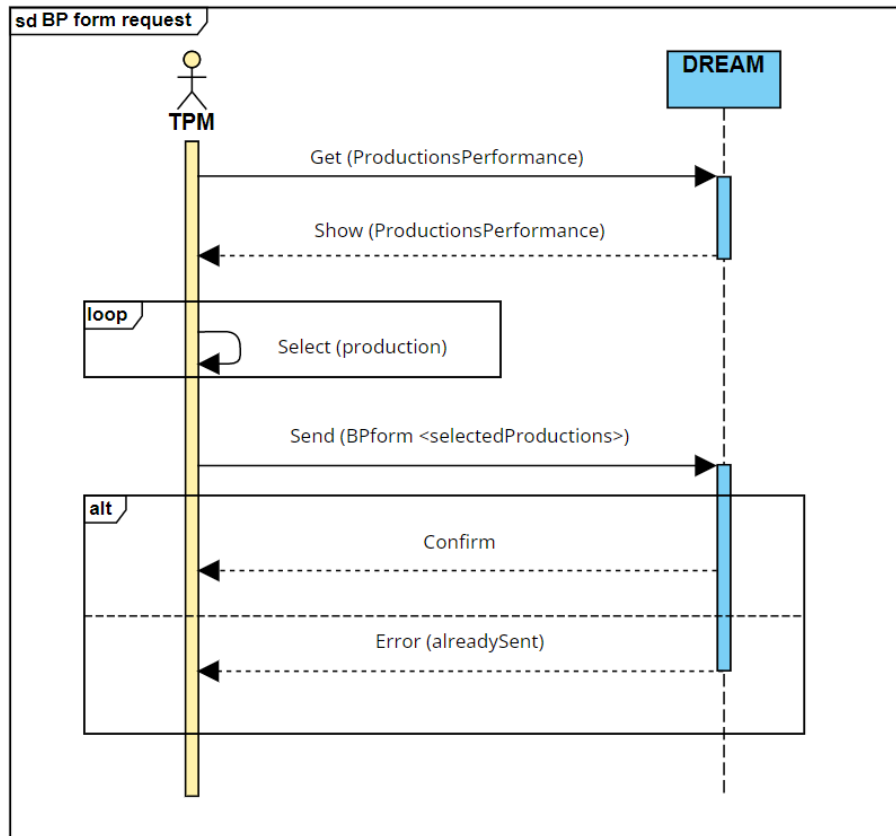 sd BP form request
TPM
DREAM
Get (ProductionsPerformance)
Show (ProductionsPerformance)
loop
Select (production)
Send (BPform <selectedProductions>)
alt
Confirm
Error (alreadySent)